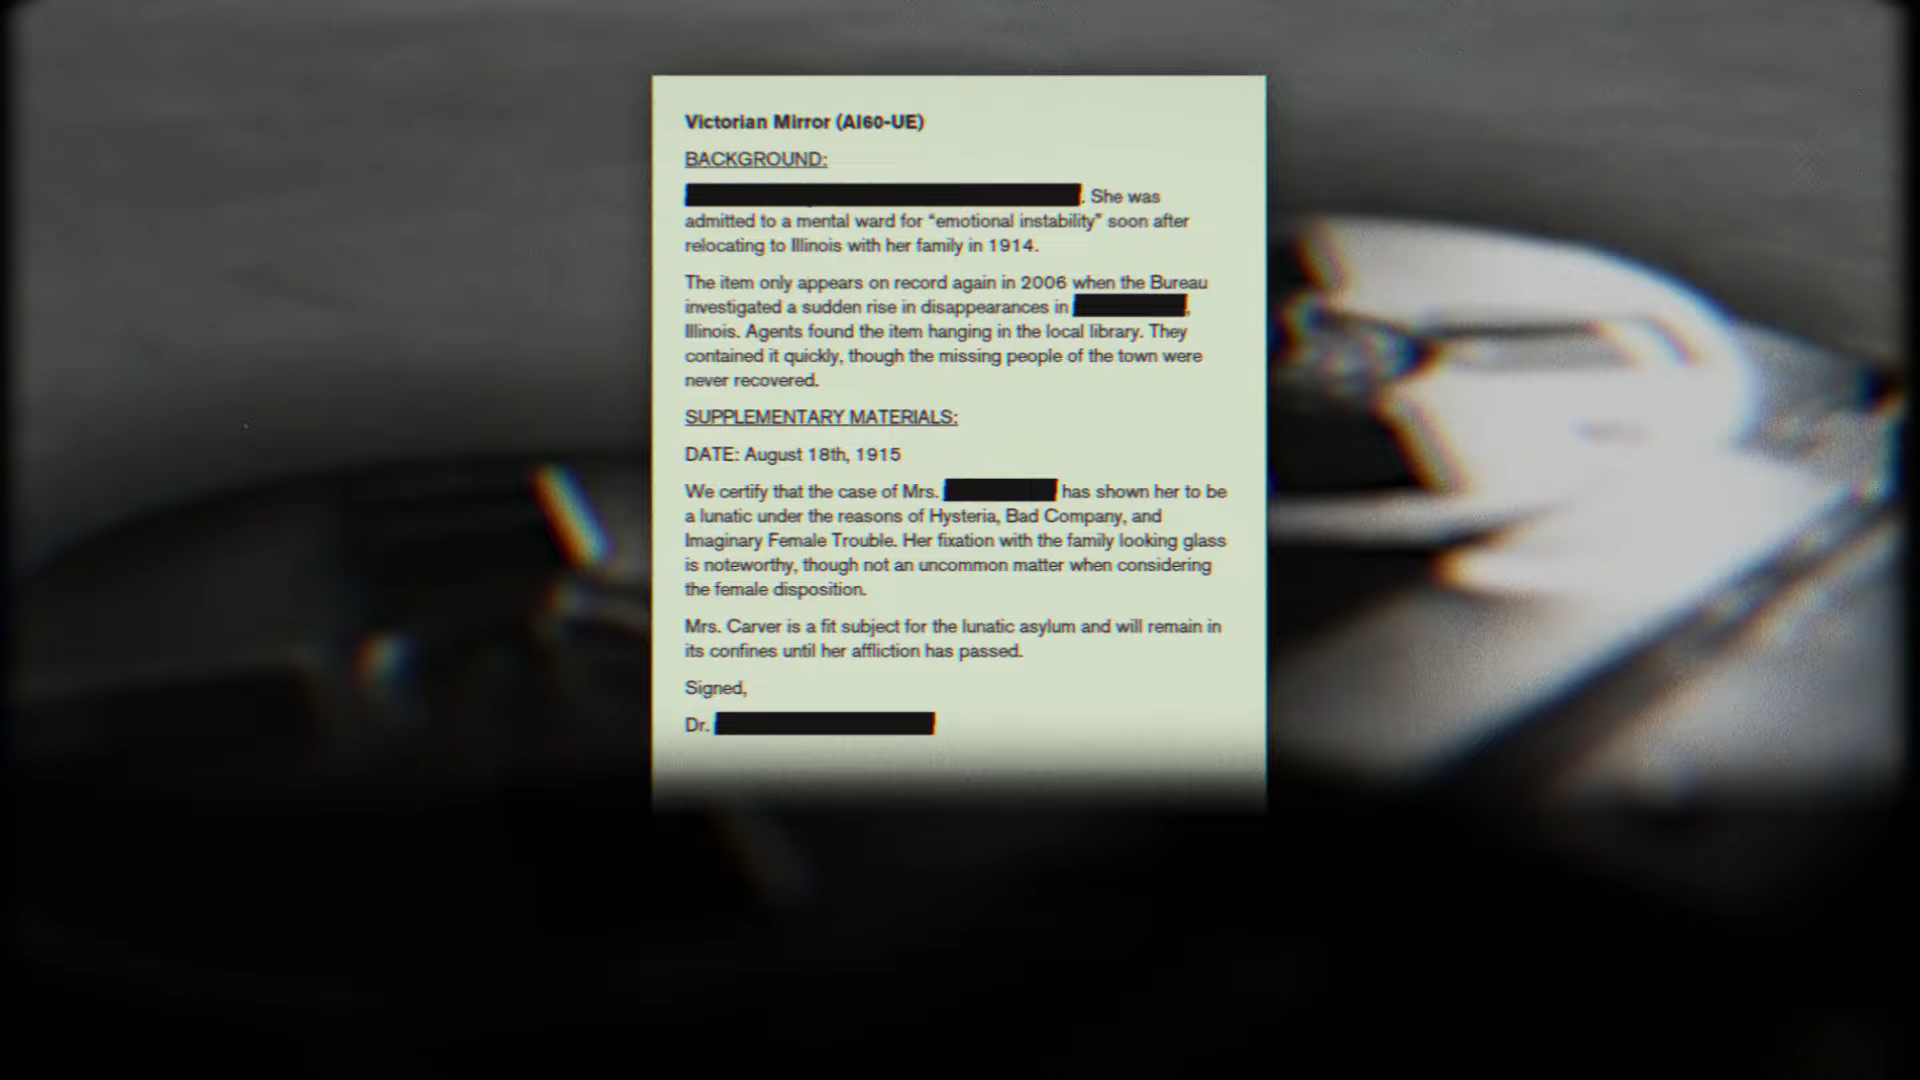 Victorian Mirror (AI60-UE)
BACKGROUND:
. She was
admitted to a mental ward for “emotional instability” soon after
relocating to Illinois with her family in 1914.
The item only appears on record again in 2006 when the Bureau
investigated a sudden rise in disappearances in ,
Illinois. Agents found the item hanging in the local library. They
contained it quickly, though the missing people of the town were
never recovered.
SUPPLEMENTARY MATERIALS:
DATE: August 18th, 1915
We certify that the case of Mrs. has shown her to be
a lunatic under the reasons of Hysteria, Bad Company, and
Imaginary Female Trouble. Her fixation with the family looking glass
is noteworthy, though not an uncommon matter when considering
the female disposition.
Mrs. Carver is a fit subject for the lunatic asylum and will remain in
its confines until her affliction has passed.
Signed,
Dr.